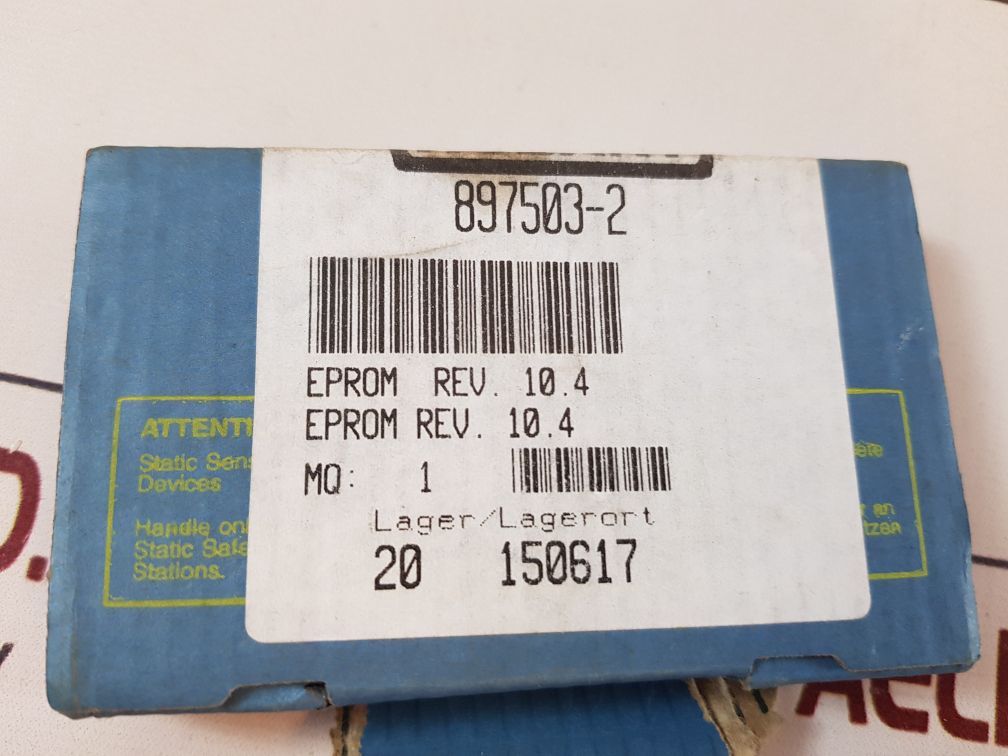 897503-2
EPROM REV. 10.4
EPROM REV. 10.4
MQ: 1
Lager/Lagerort
20 150617
ATTENTI
Static Sens
Devices
Handle onl
Static Safe
Stations.